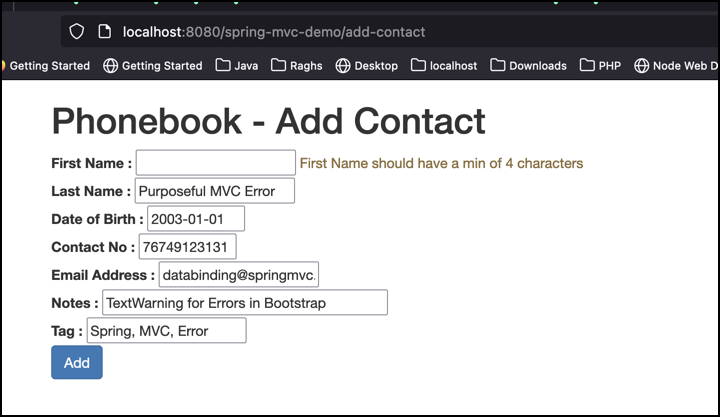 localhost:8080/spring-mvc-demo/add-contact
Getting Started Getting Started Java Raghs Desktop localhost Downloads PHP Node Web D
Phonebook - Add Contact
First Name : First Name should have a min of 4 characters
Last Name : Purposeful MVC Error
Date of Birth : 2003-01-01
Contact No : 76749123131
Email Address : databinding@springmvc.
Notes : TextWarning for Errors in Bootstrap
Tag : Spring, MVC, Error
Add